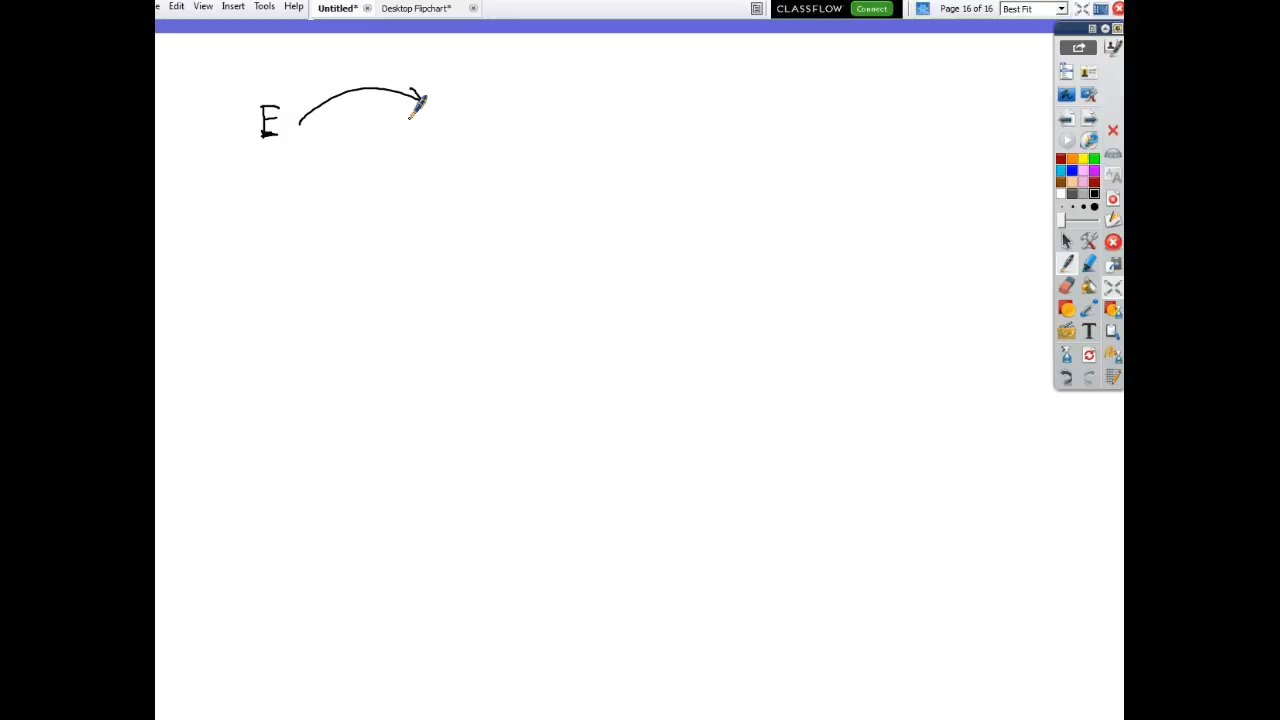 Edit View Insert Tools Help Untitled* Desktop Flipchart* CLASSFLOW Connect Page 16 of 16 Best Fit
E
T